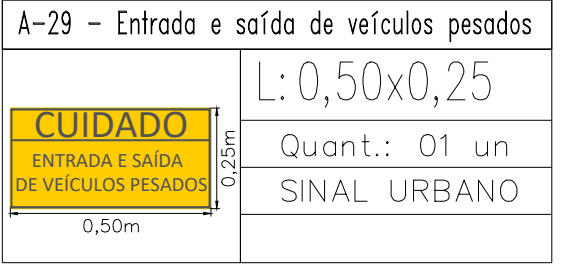 A-29 - Entrada e saída de veículos pesados
CUIDADO
ENTRADA E SAÍDA
DE VEÍCULOS PESADOS
0,25m
0,50m
L: 0,50x0,25
Quant.: 01 un
SINAL URBANO